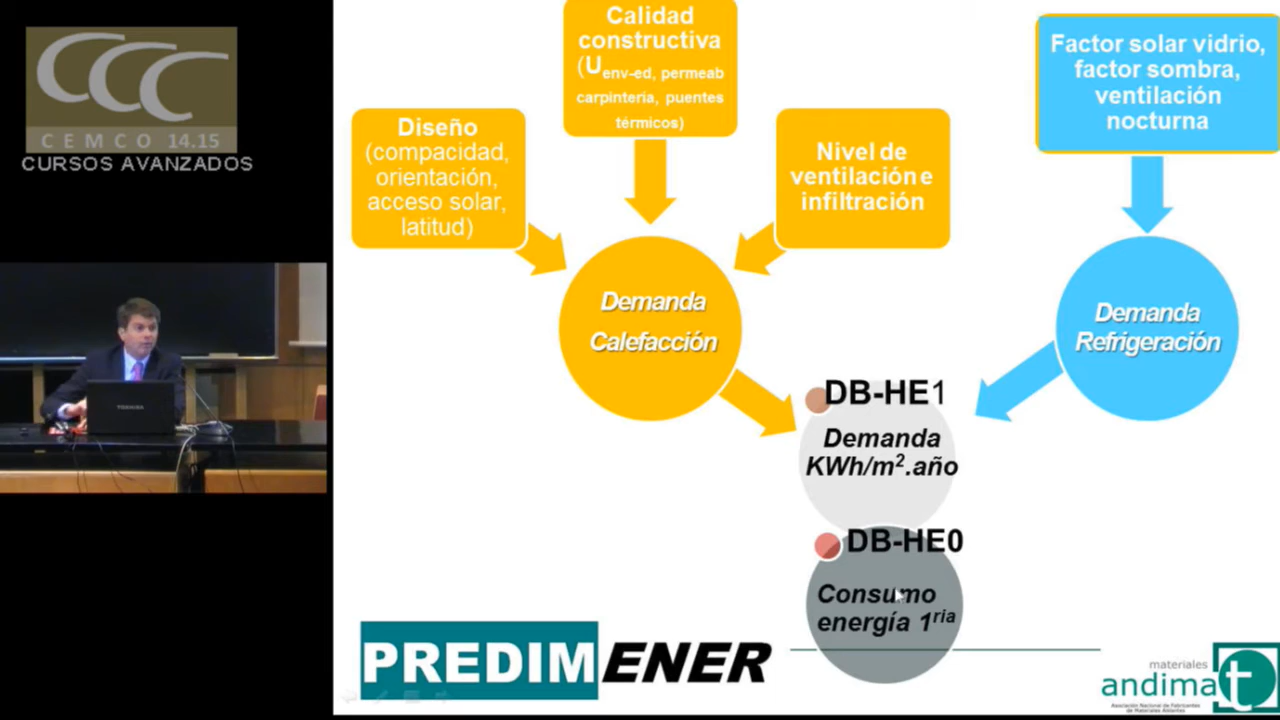 CCC
CEMCO 14.15
CURSOS AVANZADOS
TOSHIBA
Calidad
constructiva
(Uenv-ed, permeab
carpinteria, puentes
térmicos)
Diseño
(compacidad,
orientación,
acceso solar,
latitud)
Nivel de
ventilación e
infiltración
Factor solar vidrio,
factor sombra,
ventilación
nocturna
Demanda
Calefacción
Demanda
Refrigeración
DB-HE1
Demanda
KWh/m².año
DB-HE0
Consumo
energía 1ria
PREDIMENER
materiales
andimat
Asociación Nacional de Fabricantes
de Materiales Aislantes